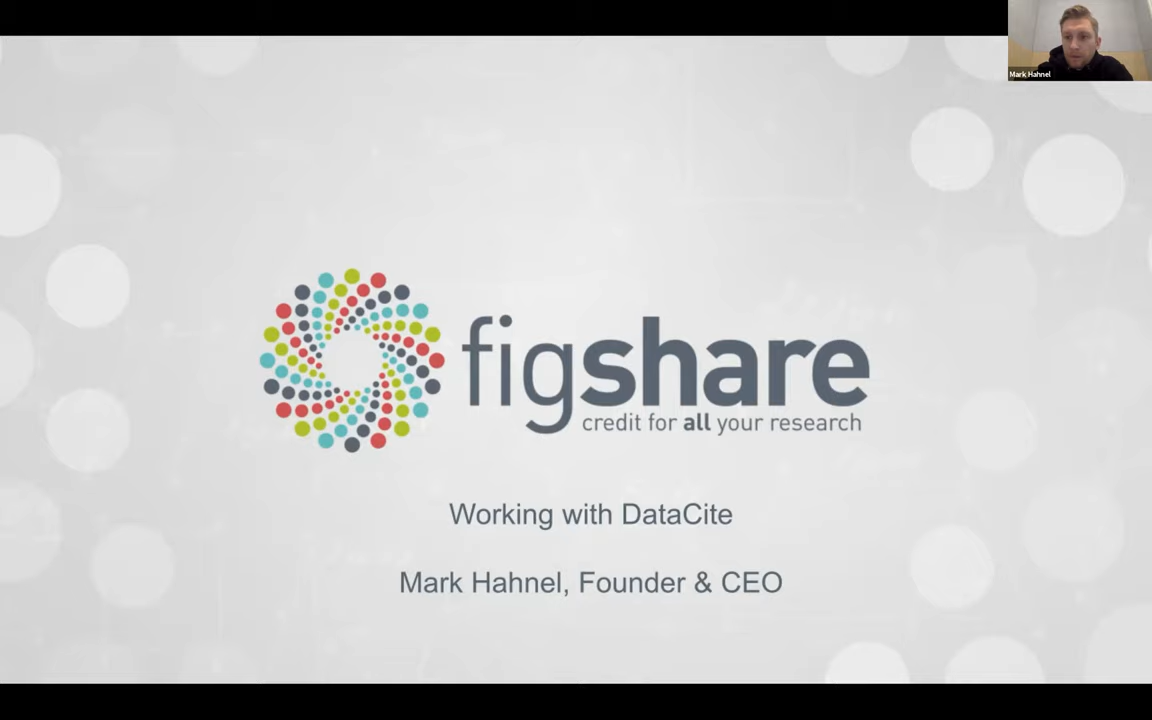 Mark Hahnel
figshare
credit for all your research
Working with DataCite
Mark Hahnel, Founder & CEO